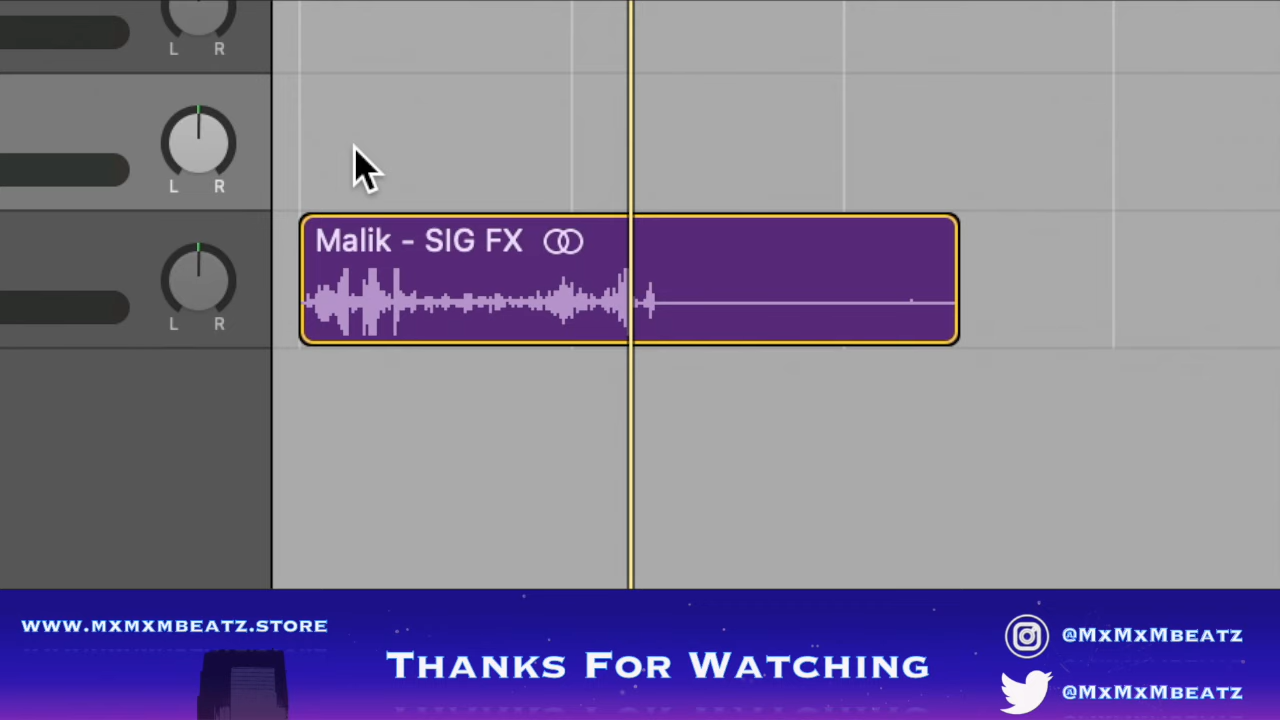 L R
L R
Malik - SIG FX
L R
WWW.MXMXMBEATZ.STORE
THANKS FOR WATCHING
@MXMXMBEATZ
@MXMXMBEATZ